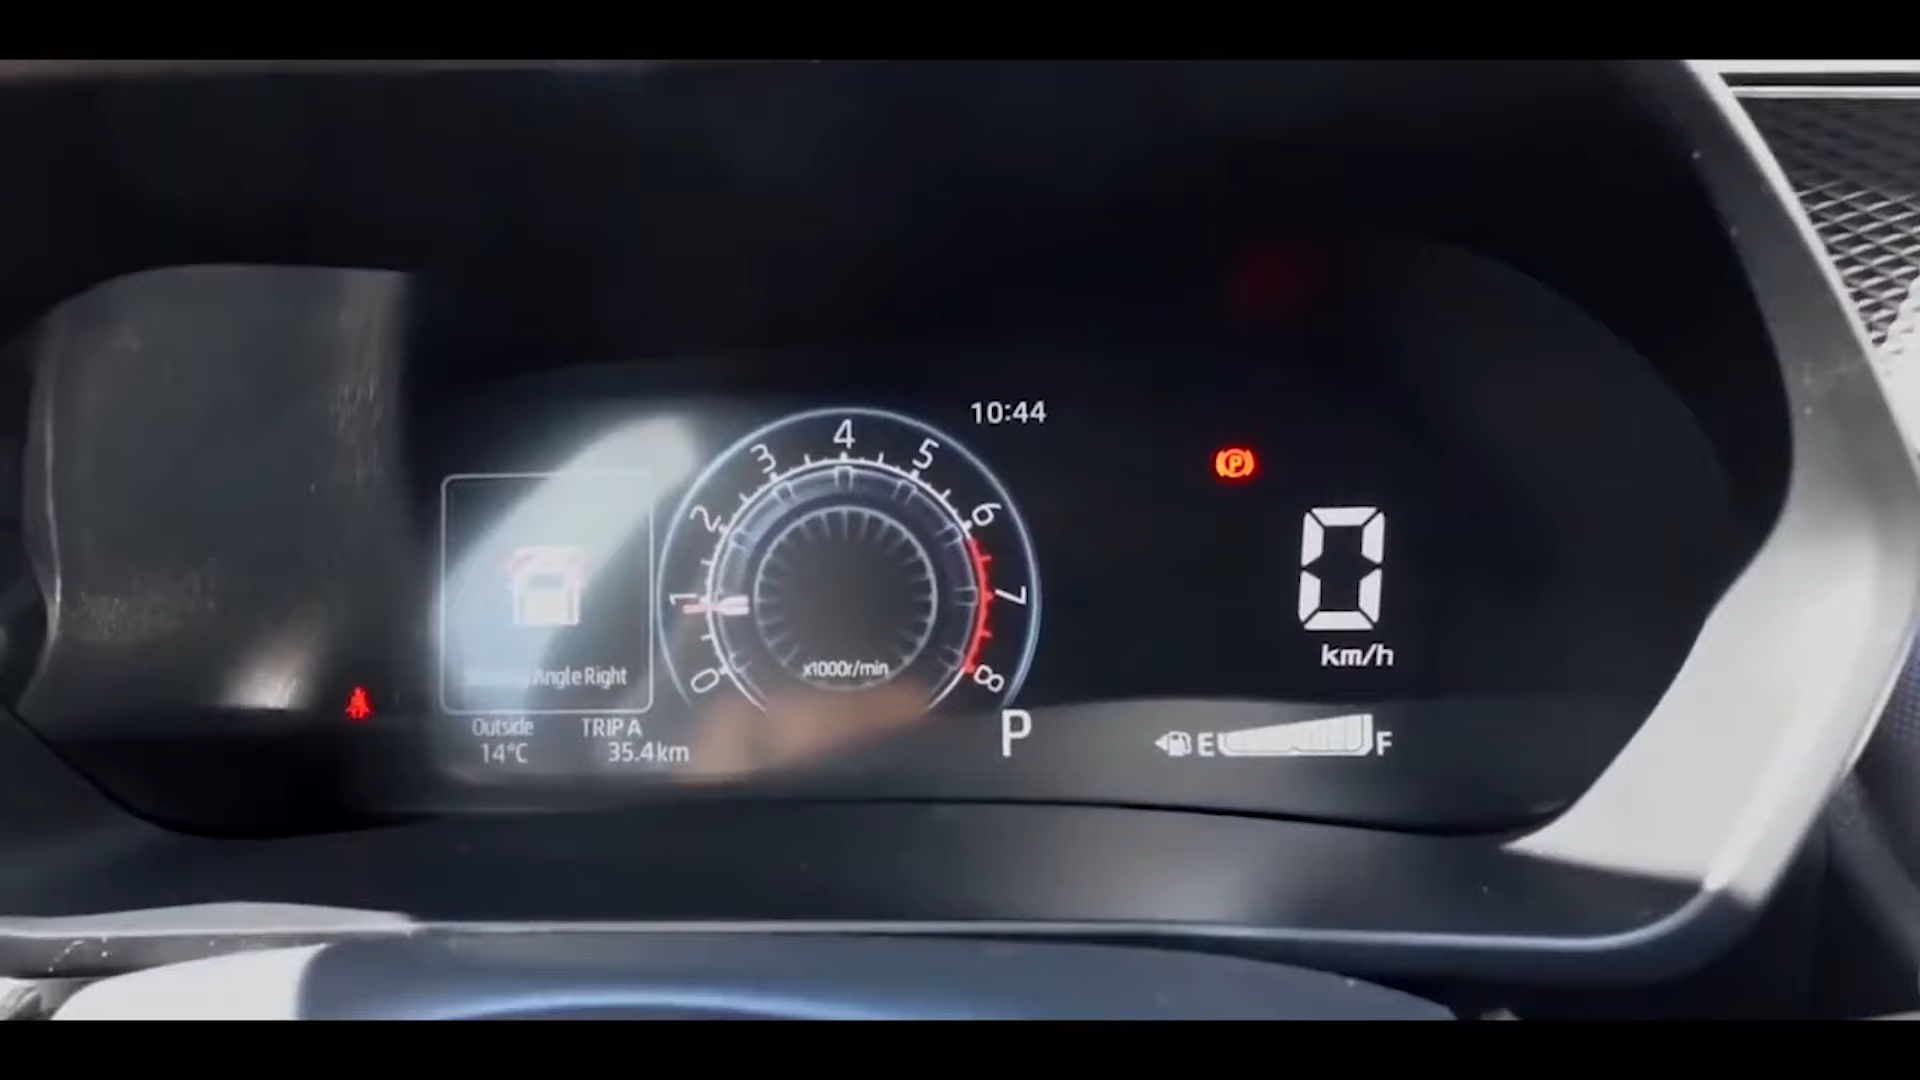 10:44
4
3
5
2
6
1
7
0
8
x1000r/min
Angle Right
Outside
14°C
TRIP A
35.4km
P
0
km/h
E
F